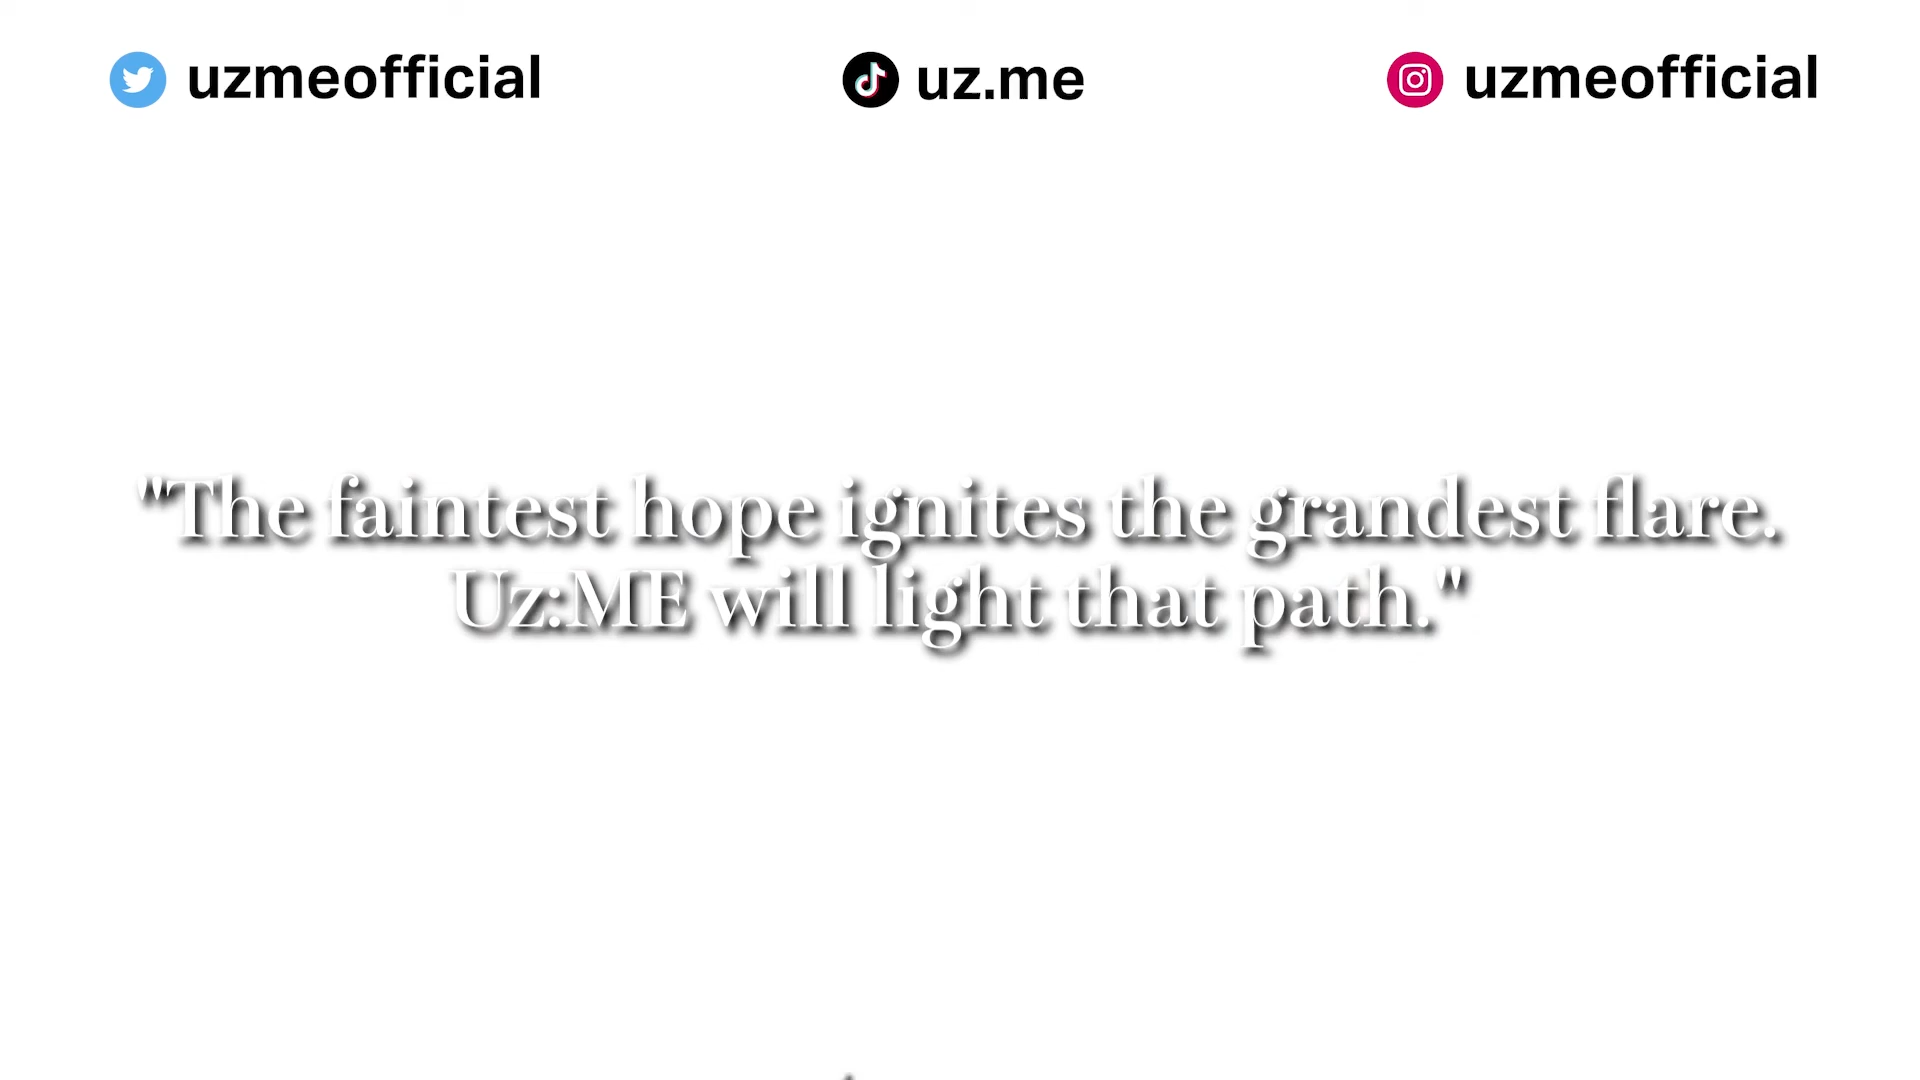 uzmeofficial uz.me uzmeofficial
"The faintest hope ignites the grandest flare.
Uz:ME will light that path."